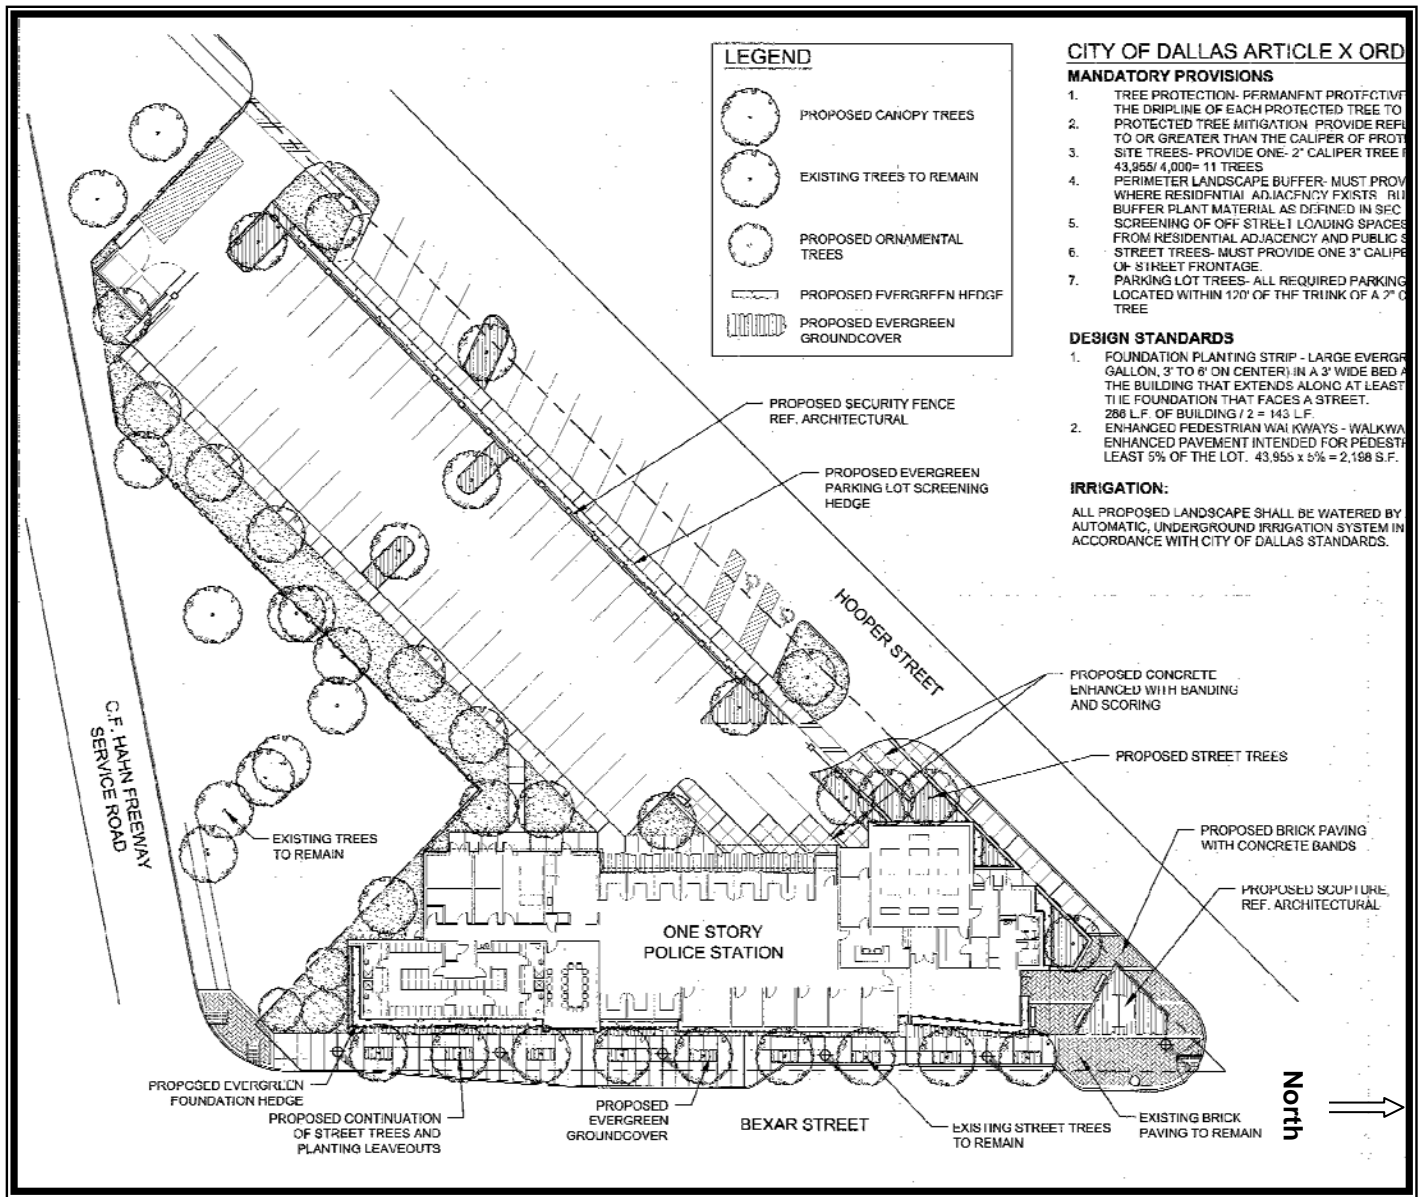 LEGEND
PROPOSED CANOPY TREES
EXISTING TREES TO REMAIN
PROPOSED ORNAMENTAL
TREES
PROPOSED EVERGREEN HEDGE
PROPOSED EVERGREEN
GROUNDCOVER
CITY OF DALLAS ARTICLE X ORD
MANDATORY PROVISIONS
1. TREE PROTECTION- PERMANENT PROTECTIVE
THE DRIPLINE OF EACH PROTECTED TREE TO
2. PROTECTED TREE MITIGATION PROVIDE REPL
TO OR GREATER THAN THE CALIPER OF PROT
3. SITE TREES- PROVIDE ONE- 2" CALIPER TREE
43,955/ 4,000= 11 TREES
4. PERIMETER LANDSCAPE BUFFER- MUST PROV
WHERE RESIDENTIAL ADJACENCY EXISTS BU
BUFFER PLANT MATERIAL AS DEFINED IN SEC
5. SCREENING OF OFF STREET LOADING SPACES
FROM RESIDENTIAL ADJACENCY AND PUBLIC S
6. STREET TREES- MUST PROVIDE ONE 3" CALIPE
OF STREET FRONTAGE.
7. PARKING LOT TREES- ALL REQUIRED PARKING
LOCATED WITHIN 120' OF THE TRUNK OF A 2" C
TREE
DESIGN STANDARDS
1. FOUNDATION PLANTING STRIP - LARGE EVERGR
GALLON, 3' TO 6' ON CENTER) IN A 3' WIDE BED A
THE BUILDING THAT EXTENDS ALONG AT LEAST
THE FOUNDATION THAT FACES A STREET.
286 L.F. OF BUILDING / 2 = 143 L.F.
2. ENHANCED PEDESTRIAN WALKWAYS - WALKWA
ENHANCED PAVEMENT INTENDED FOR PEDEST
LEAST 5% OF THE LOT. 43,955 x 5% = 2,198 S.F.
IRRIGATION:
ALL PROPOSED LANDSCAPE SHALL BE WATERED BY
AUTOMATIC, UNDERGROUND IRRIGATION SYSTEM IN
ACCORDANCE WITH CITY OF DALLAS STANDARDS.
PROPOSED SECURITY FENCE
REF. ARCHITECTURAL
PROPOSED EVERGREEN
PARKING LOT SCREENING
HEDGE
HOOPER STREET
PROPOSED CONCRETE
ENHANCED WITH BANDING
AND SCORING
PROPOSED STREET TREES
PROPOSED BRICK PAVING
WITH CONCRETE BANDS
PROPOSED SCUPTURE,
REF. ARCHITECTURAL
C.F. HAHN FREEWAY
SERVICE ROAD
EXISTING TREES
TO REMAIN
ONE STORY
POLICE STATION
PROPOSED EVERGREEN
FOUNDATION HEDGE
PROPOSED CONTINUATION
OF STREET TREES AND
PLANTING LEAVEOUTS
PROPOSED
EVERGREEN
GROUNDCOVER
BEXAR STREET
EXISTING STREET TREES
TO REMAIN
EXISTING BRICK
PAVING TO REMAIN
North